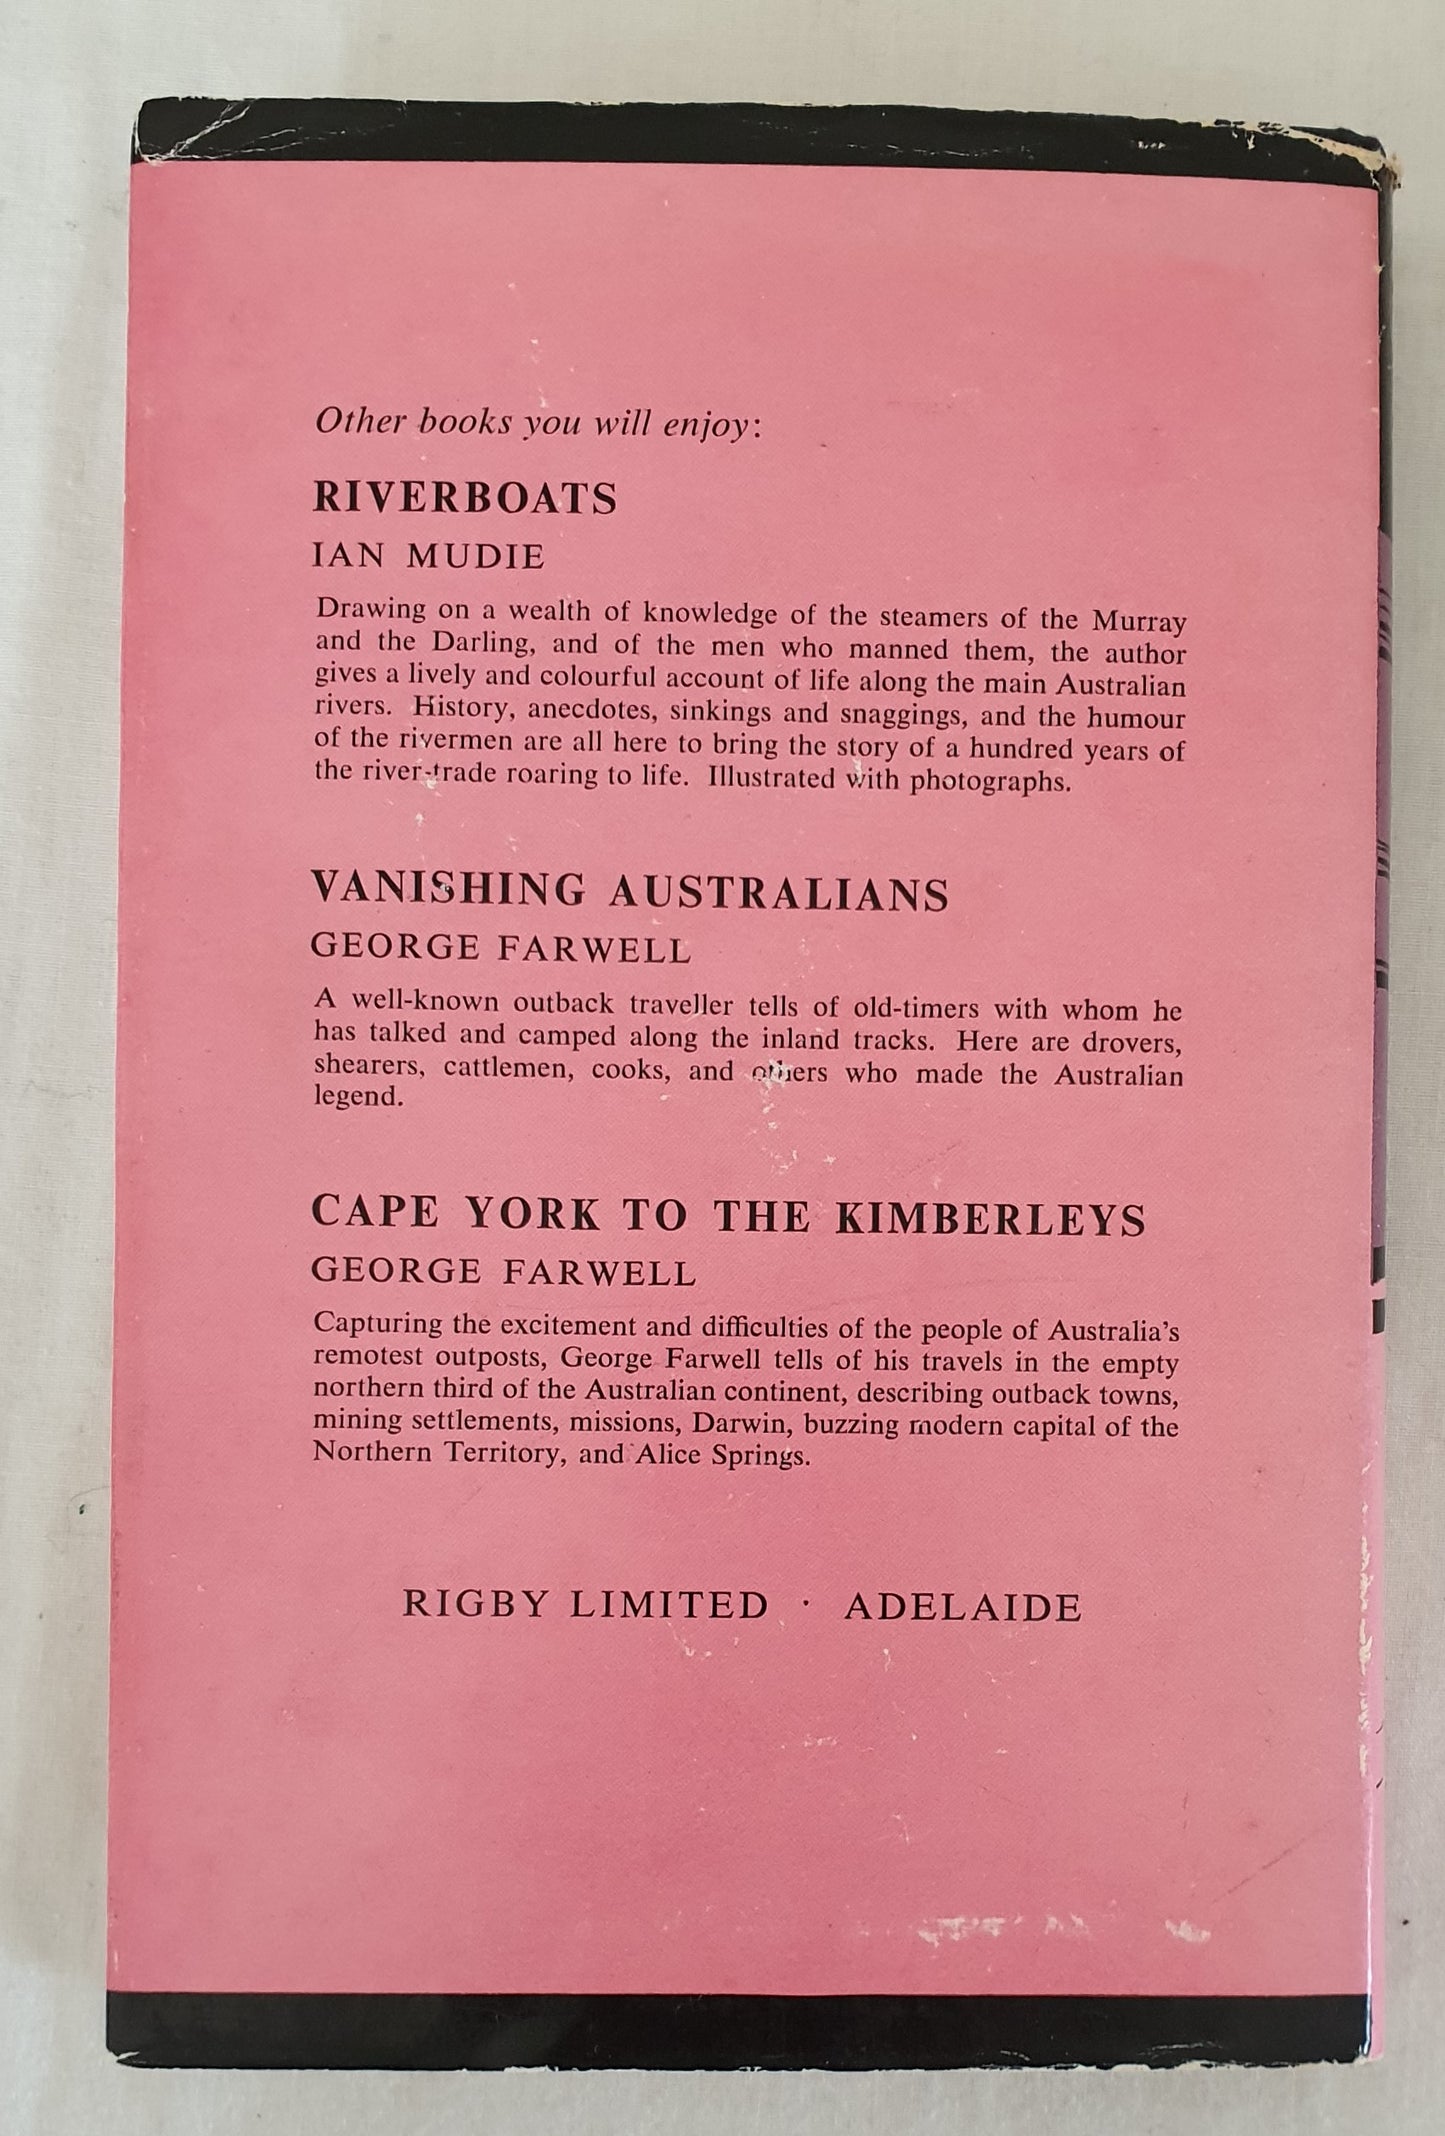 Other books you will enjoy:
RIVERBOATS
IAN MUDIE
Drawing on a wealth of knowledge of the steamers of the Murray
and the Darling, and of the men who manned them, the author
gives a lively and colourful account of life along the main Australian
rivers. History, anecdotes, sinkings and snaggings, and the humour
of the rivermen are all here to bring the story of a hundred years of
the river-trade roaring to life. Illustrated with photographs.
VANISHING AUSTRALIANS
GEORGE FARWELL
A well-known outback traveller tells of old-timers with whom he
has talked and camped along the inland tracks. Here are drovers,
shearers, cattlemen, cooks, and others who made the Australian
legend.
CAPE YORK TO THE KIMBERLEYS
GEORGE FARWELL
Capturing the excitement and difficulties of the people of Australia's
remotest outposts, George Farwell tells of his travels in the empty
northern third of the Australian continent, describing outback towns,
mining settlements, missions, Darwin, buzzing modern capital of the
Northern Territory, and Alice Springs.
RIGBY LIMITED · ADELAIDE